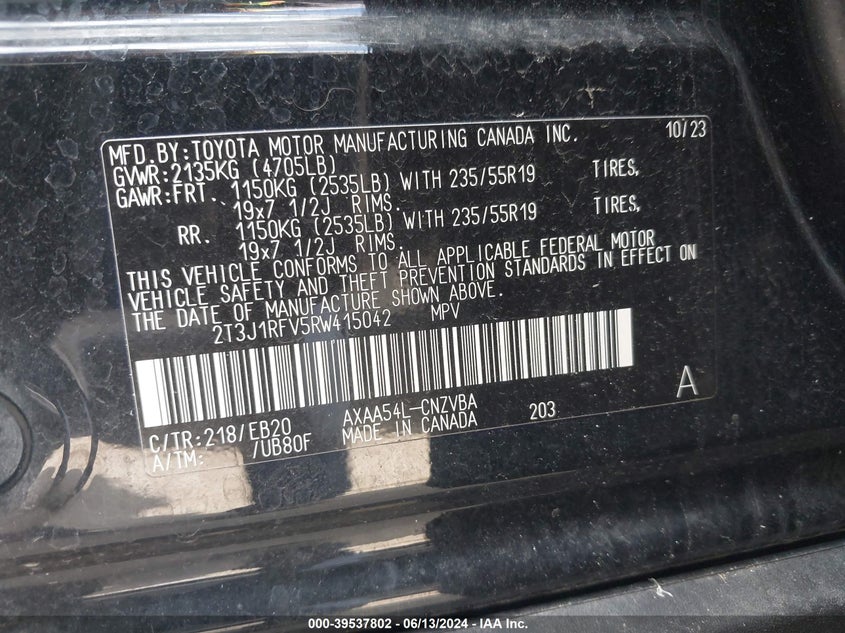 MFD.BY:TOYOTA MOTOR MANUFACTURING CANADA INC. 10/23
GVWR:2135KG (4705LB)
GAWR:FRT. 1150KG (2535LB) WITH 235/55R19 TIRES,
19x7 1/2J RIMS.
RR. 1150KG (2535LB) WITH 235/55R19 TIRES,
19x7 1/2J RIMS.
THIS VEHICLE CONFORMS TO ALL APPLICABLE FEDERAL MOTOR
VEHICLE SAFETY AND THEFT PREVENTION STANDARDS IN EFFECT ON
THE DATE OF MANUFACTURE SHOWN ABOVE.
2T3J1RFV5RW415042 MPV
C/TR:218/EB20 AXAA54L-CNZVBA 203 A
A/TM: /UB80F MADE IN CANADA
000-39537802 - 06/13/2024 - IAA Inc.